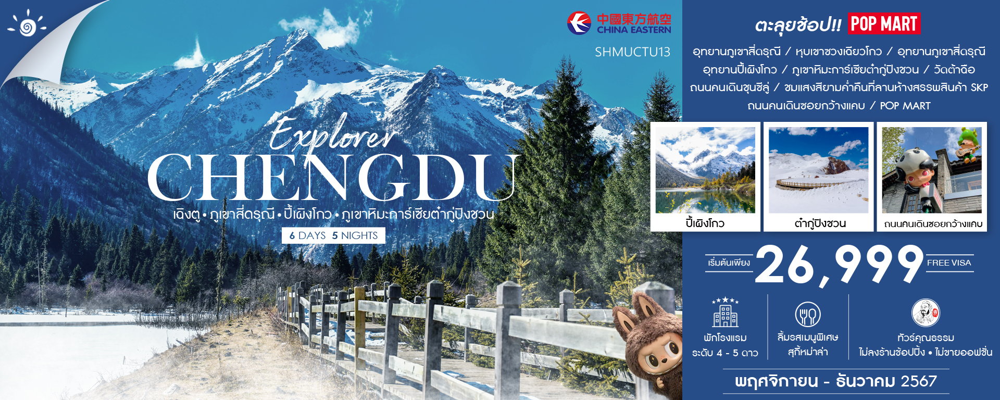 中國東方航空
CHINA EASTERN
SHMUCTU13
Explorer
CHENGDU
เฉิงตู • ภูเขาสี่ดรุณี • ปี้เผิงโกว • ภูเขาหิมะการ์เซียต๋ากู่ปิงชวน
6 DAYS 5 NIGHTS
ตะลุยช้อป!! POP MART
อุทยานภูเขาสี่ดรุณี / หุบเขาซวงเฉียวโกว / อุทยานภูเขาสี่ดรุณี
อุทยานปี้เผิงโกว / ภูเขาหิมะการ์เซียต๋ากู่ปิงชวน / วัดต้าฉือ
ถนนคนเดินชุนซีลู่ / ชมแสงสียามค่ำคืนที่ลานห้างสรรพสินค้า SKP
ถนนคนเดินซอยกว้างแคบ / POP MART
ปี้เผิงโกว
ต๋ากู่ปิงชวน
ถนนคนเดินซอยกว้างแคบ
เริ่มต้นเพียง 26,999 FREE VISA
พักโรงแรม
ระดับ 4 - 5 ดาว
ลิ้มรสเมนูพิเศษ
สุกี้หม่าล่า
ทัวร์คุณธรรม
ไม่ลงร้านช้อปปิ้ง • ไม่ขายออฟชั่น
พฤศจิกายน - ธันวาคม 2567